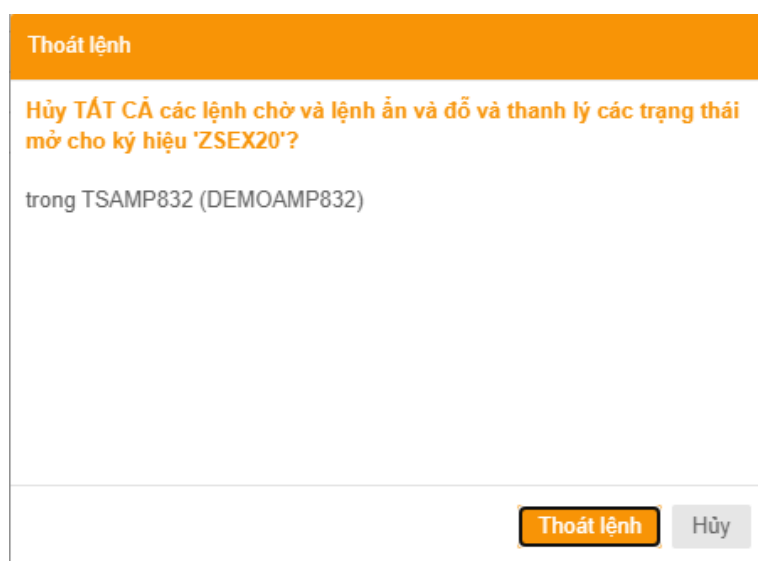 Thoát lệnh
Hủy TẤT CẢ các lệnh chờ và lệnh ẩn và đỗ và thanh lý các trạng thái
mở cho ký hiệu 'ZSEX20'?
trong TSAMP832 (DEMOAMP832)
Thoát lệnh Hủy